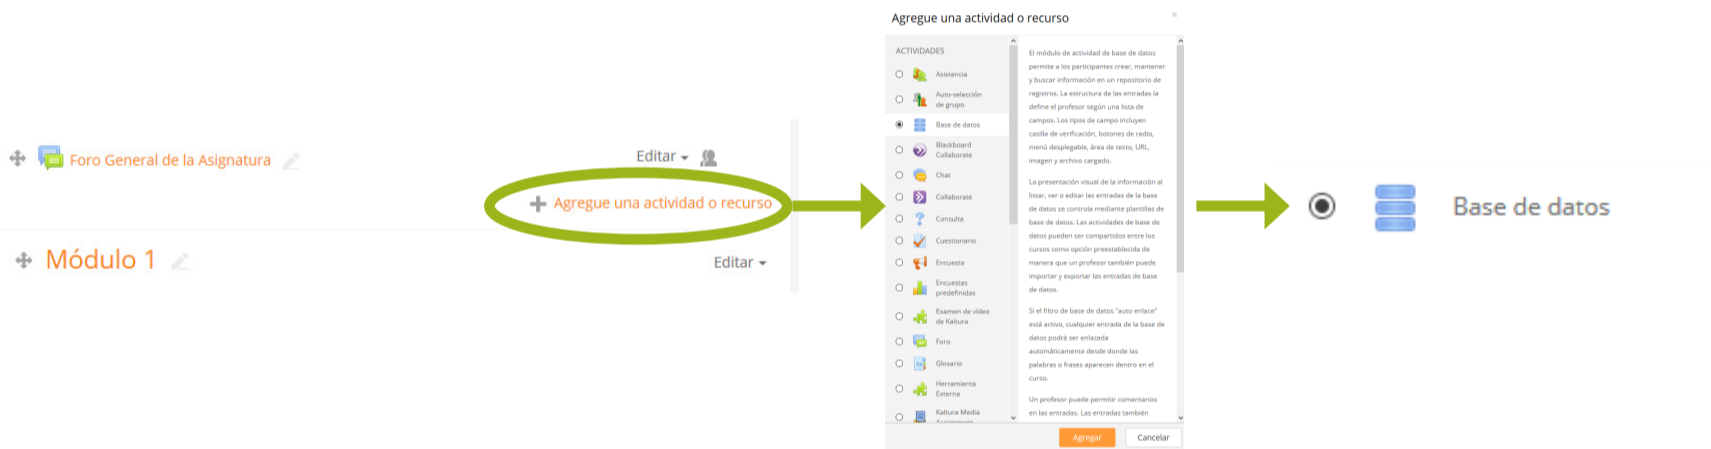 Foro General de la Asignatura
Editar
Agregue una actividad o recurso
Módulo 1
Editar
Agregue una actividad o recurso
×
ACTIVIDADES
Asistencia
Auto-selección
de grupo
Base de datos
Blackboard
Collaborate
Chat
Collaborate
Consulta
Cuestionario
Encuesta
Encuestas
predefinidas
Examen de vídeo
de Kaltura
Foro
Glosario
Herramienta
Externa
Kaltura Media
Assignment
El módulo de actividad de base de datos
permite a los participantes crear, mantener
y buscar información en un repositorio de
registros. La estructura de las entradas la
define el profesor según una lista de
campos. Los tipos de campo incluyen
casilla de verificación, botones de radio,
menú desplegable, área de texto, URL,
imagen y archivo cargado.
La presentación visual de la información al
listar, ver o editar las entradas de la base
de datos se controla mediante plantillas de
base de datos. Las actividades de base de
datos pueden ser compartidos entre los
cursos como opción preestablecida de
manera que un profesor también puede
importar y exportar las entradas de base
de datos.
Si el filtro de base de datos "auto enlace"
está activo, cualquier entrada de la base de
datos podrá ser enlazada
automáticamente desde donde las
palabras o frases aparecen dentro en el
curso.
Un profesor puede permitir comentarios
en las entradas. Las entradas también
Agregar
Cancelar
Base de datos